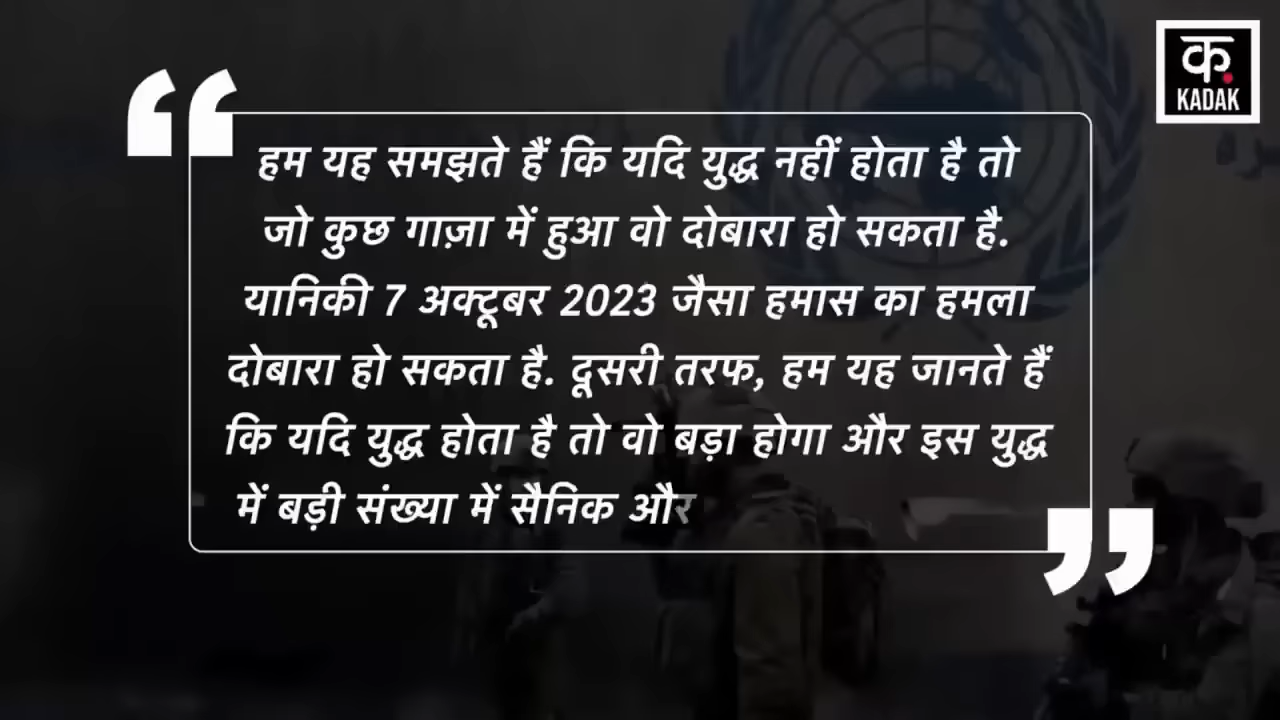 क.
KADAK
हम यह समझते हैं कि यदि युद्ध नहीं होता है तो
जो कुछ गाज़ा में हुआ वो दोबारा हो सकता है.
यानिकी 7 अक्टूबर 2023 जैसा हमास का हमला
दोबारा हो सकता है. दूसरी तरफ, हम यह जानते हैं
कि यदि युद्ध होता है तो वो बड़ा होगा और इस युद्ध
में बड़ी संख्या में सैनिक और